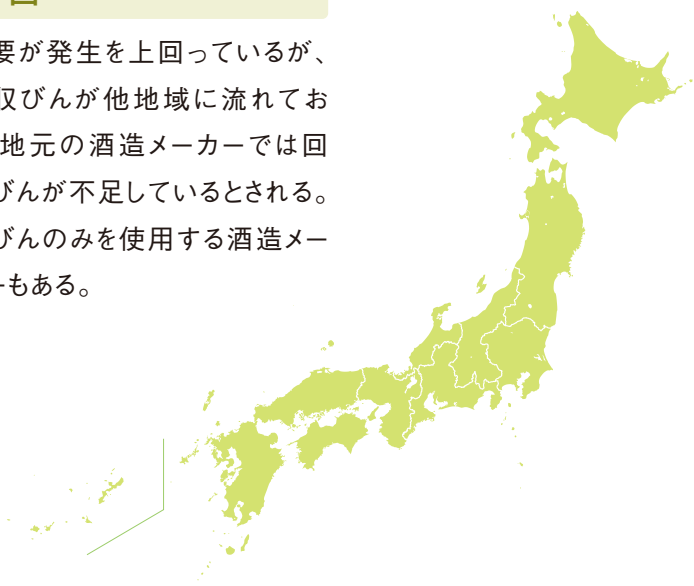 要が発生を上回っているが、
収びんが他地域に流れてお
地元の酒造メーカーでは回
びんが不足しているとされる。
びんのみを使用する酒造メー
ーもある。